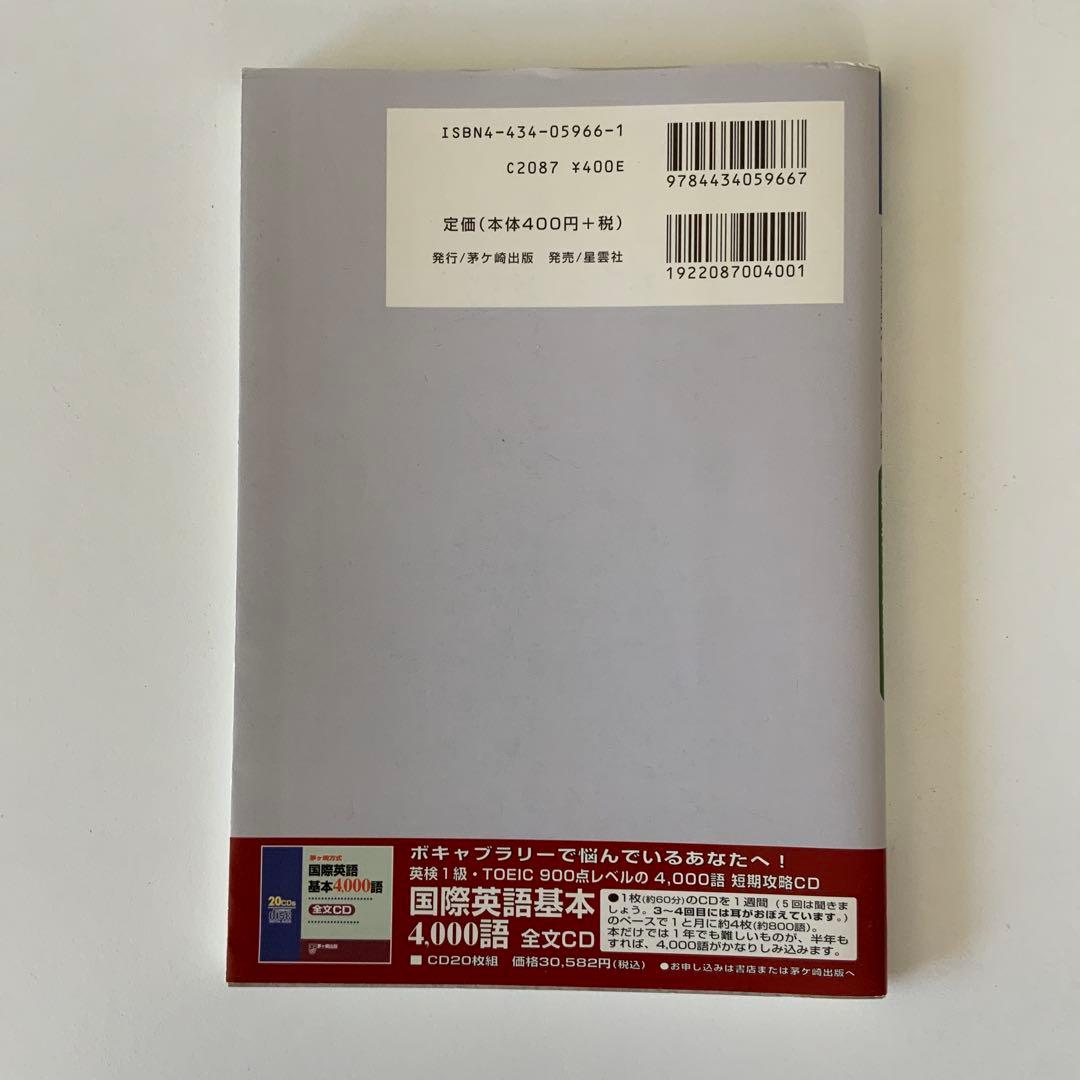 ISBN4-434-05966-1
C2087 ¥400E
定価(本体400円+税)
発行/茅ケ崎出版 発売/星雲社
9784434059667
1922087004001
茅ヶ崎方式
国際英語
基本4,000語
全文CD
20CDs
茅ヶ崎出版
ボキャブラリーで悩んでいるあなたへ!
英検1級・TOEIC 900点レベルの 4,000語 短期攻略CD
国際英語基本
4,000語 全文CD
■CD20枚組 価格30,582円(税込)
●1枚(約60分)のCDを1週間(5回は聞きま
しょう。3〜4回目には耳がおぼえています。)
のペースで1と月に約4枚(約800語)。
本だけでは1年でも難しいものが、半年も
すれば、4,000語がかなりしみ込みます。
●お申し込みは書店または茅ケ崎出版へ